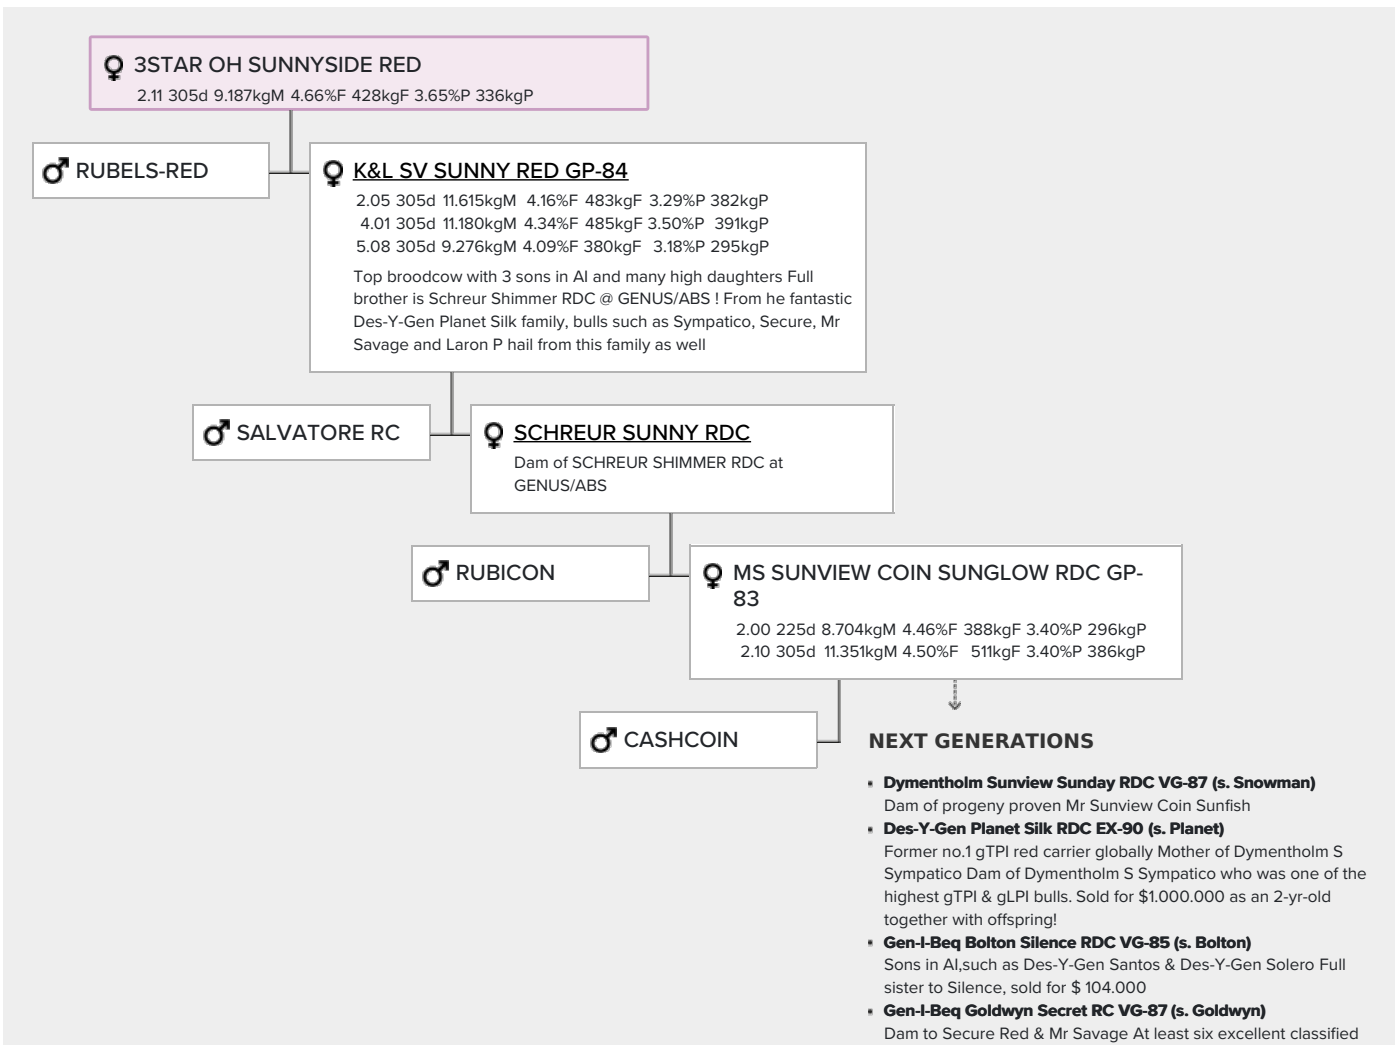 3STAR OH SUNNYSIDE RED
2.11 305d 9.187kgM 4.66%F 428kgF 3.65%P 336kgP
RUBELS-RED
K&L SV SUNNY RED GP-84
2.05 305d 11.615kgM 4.16%F 483kgF 3.29%P 382kgP
4.01 305d 11.180kgM 4.34%F 485kgF 3.50%P 391kgP
5.08 305d 9.276kgM 4.09%F 380kgF 3.18%P 295kgP
Top broodcow with 3 sons in AI and many high daughters Full
brother is Schreur Shimmer RDC @ GENUS/ABS ! From he fantastic
Des-Y-Gen Planet Silk family, bulls such as Sympatico, Secure, Mr
Savage and Laron P hail from this family as well
SALVATORE RC
SCHREUR SUNNY RDC
Dam of SCHREUR SHIMMER RDC at
GENUS/ABS
RUBICON
MS SUNVIEW COIN SUNGLOW RDC GP-
83
2.00 225d 8.704kgM 4.46%F 388kgF 3.40%P 296kgP
2.10 305d 11.351kgM 4.50%F 511kgF 3.40%P 386kgP
CASHCOIN
NEXT GENERATIONS
Dymentholm Sunview Sunday RDC VG-87 (s. Snowman)
Dam of progeny proven Mr Sunview Coin Sunfish
Des-Y-Gen Planet Silk RDC EX-90 (s. Planet)
Former no.1 gTPI red carrier globally Mother of Dymentholm S
Sympatico Dam of Dymentholm S Sympatico who was one of the
highest gTPI & gLPI bulls. Sold for $1.000.000 as an 2-yr-old
together with offspring!
Gen-I-Beq Bolton Silence RDC VG-85 (s. Bolton)
Sons in AI,such as Des-Y-Gen Santos & Des-Y-Gen Solero Full
sister to Silence, sold for $ 104.000
Gen-I-Beq Goldwyn Secret RC VG-87 (s. Goldwyn)
Dam to Secure Red & Mr Savage At least six excellent classified